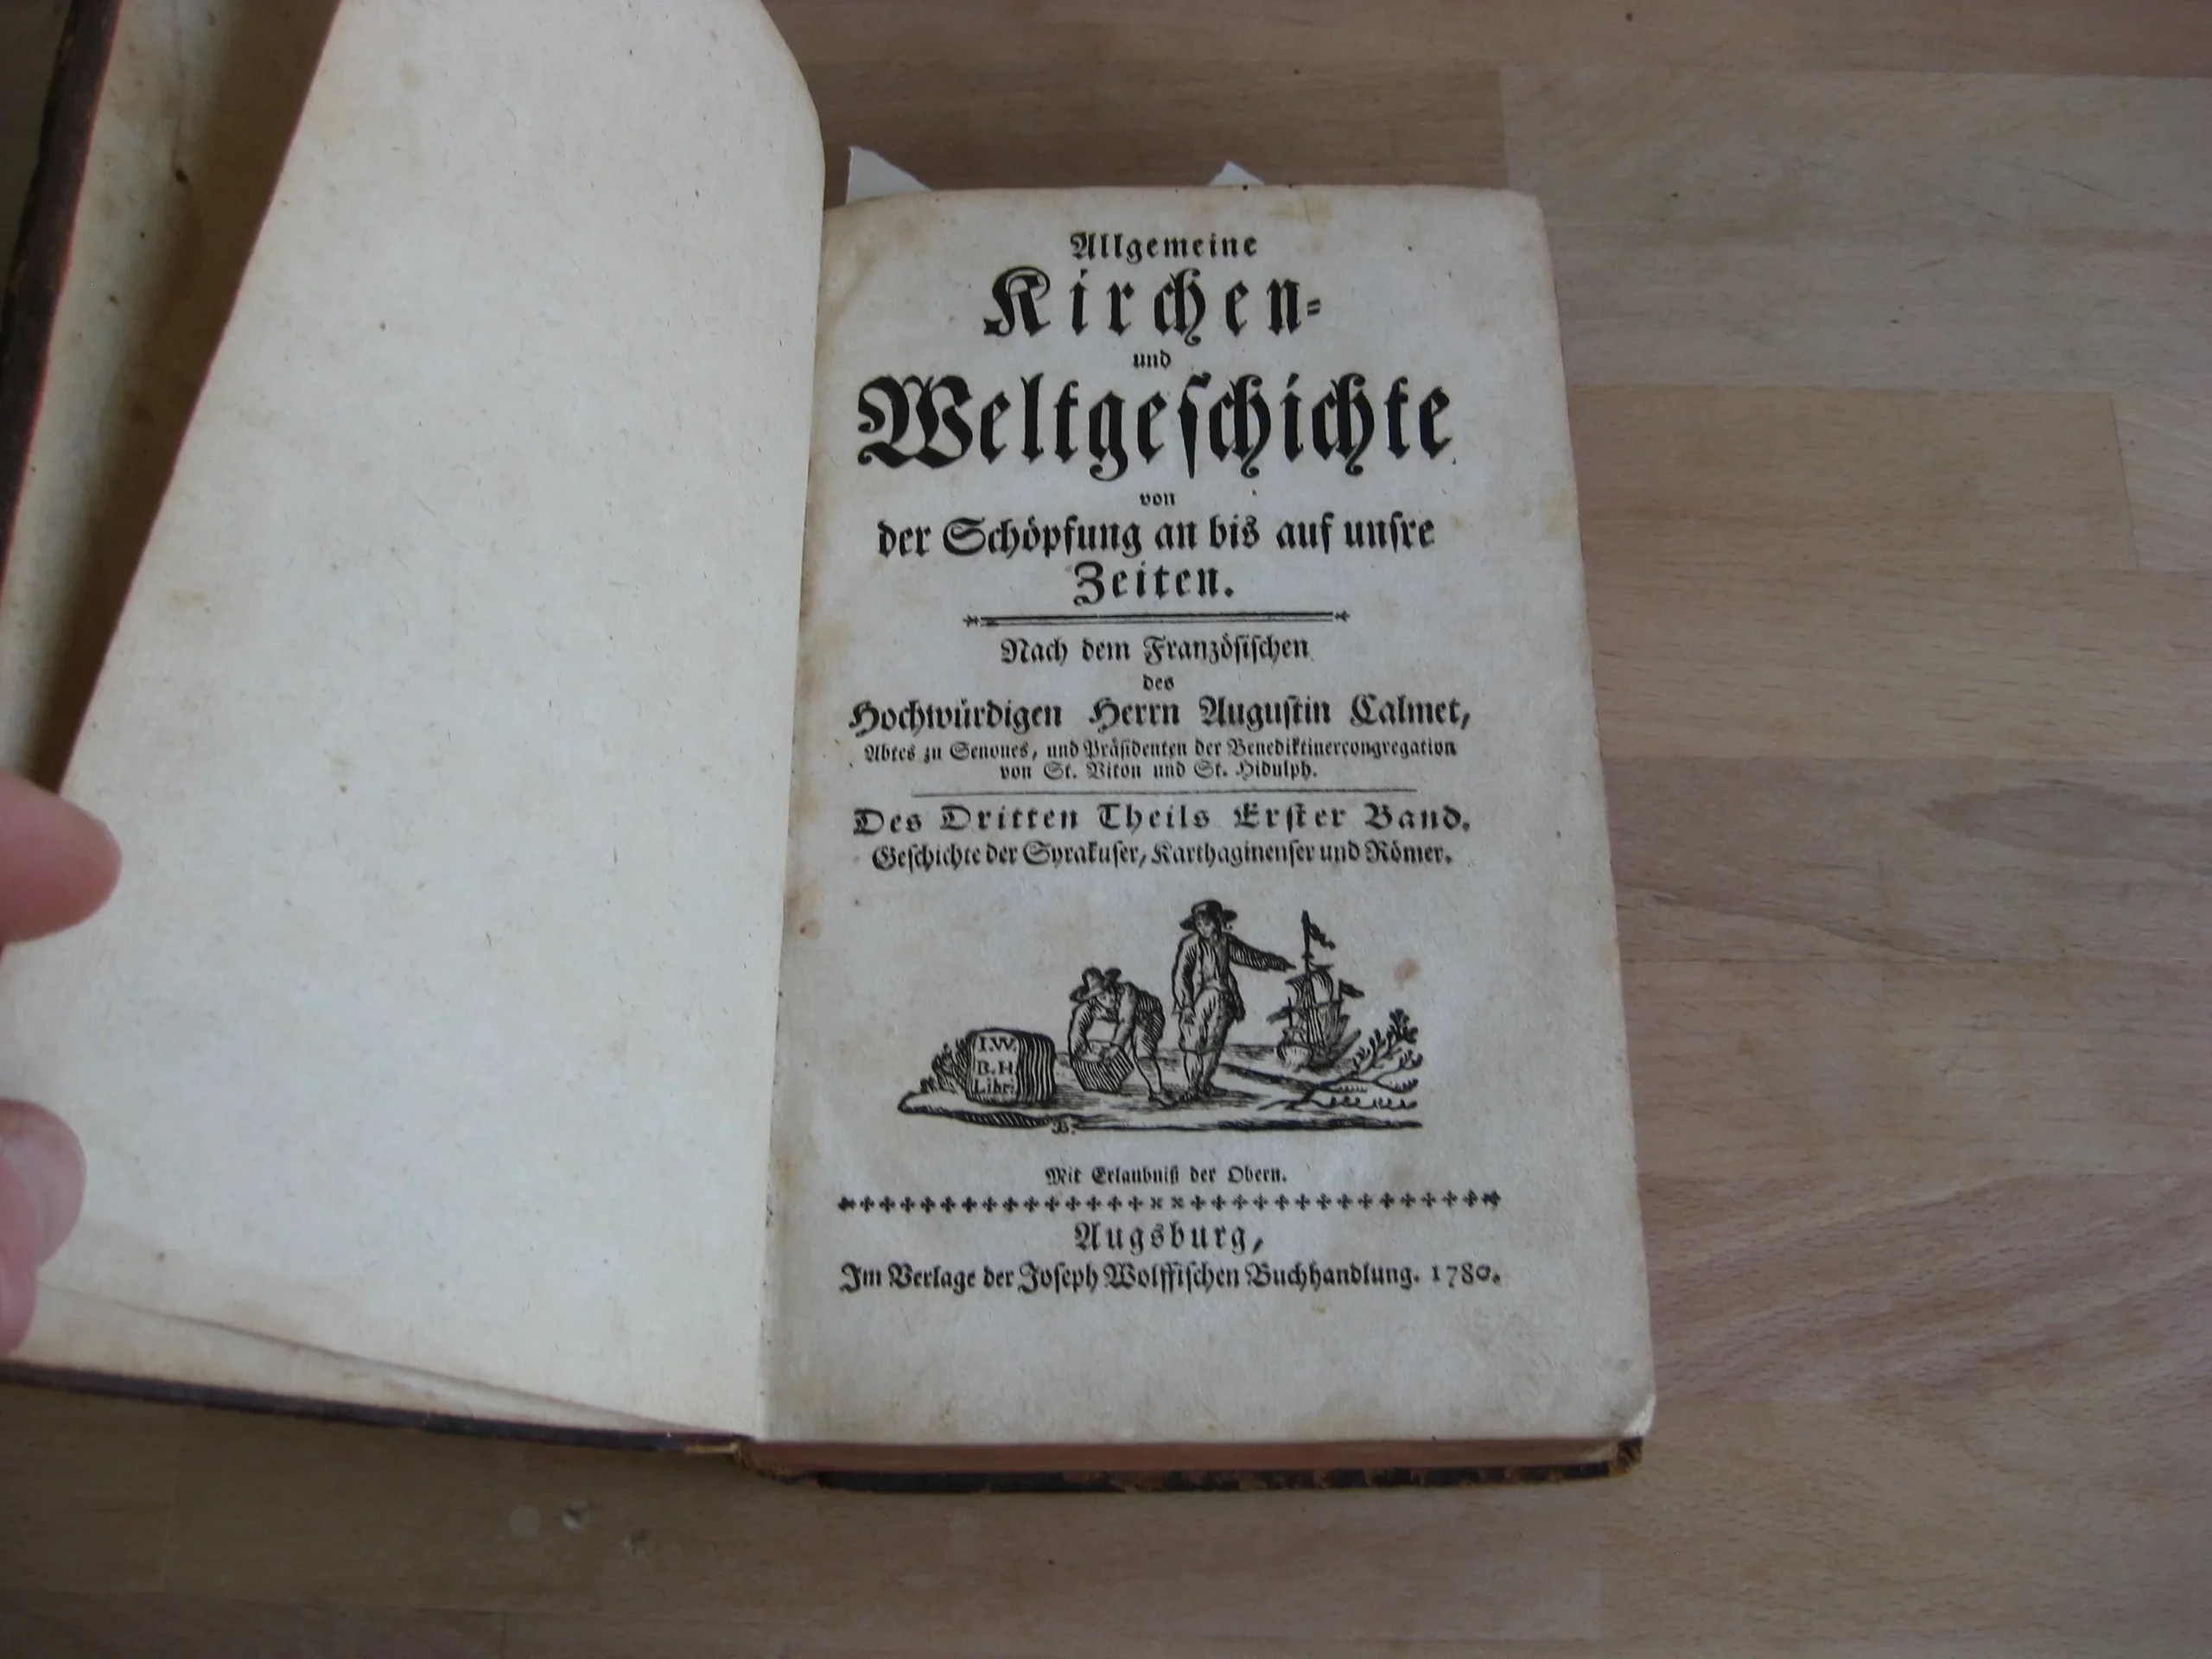 Allgemeine
Kirchen-
und
Weltgeſchichte
von
der Schöpfung an bis auf unſre
Zeiten.
Nach dem Franzöſiſchen
des
Hochwürdigen Herrn Auguſtin Calmet,
Abtes zu Senones, und Präſidenten der Benediktinercongregation
von St. Viton und St. Hidulph.
Des Dritten Theils Erſter Band.
Geſchichte der Syrakuſer, Karthaginenſer und Römer.
I.W.
B.H
Libri
B.
Mit Erlaubniß der Obern.
Augsburg,
Im Verlage der Joſeph Wolffiſchen Buchhandlung. 1780.